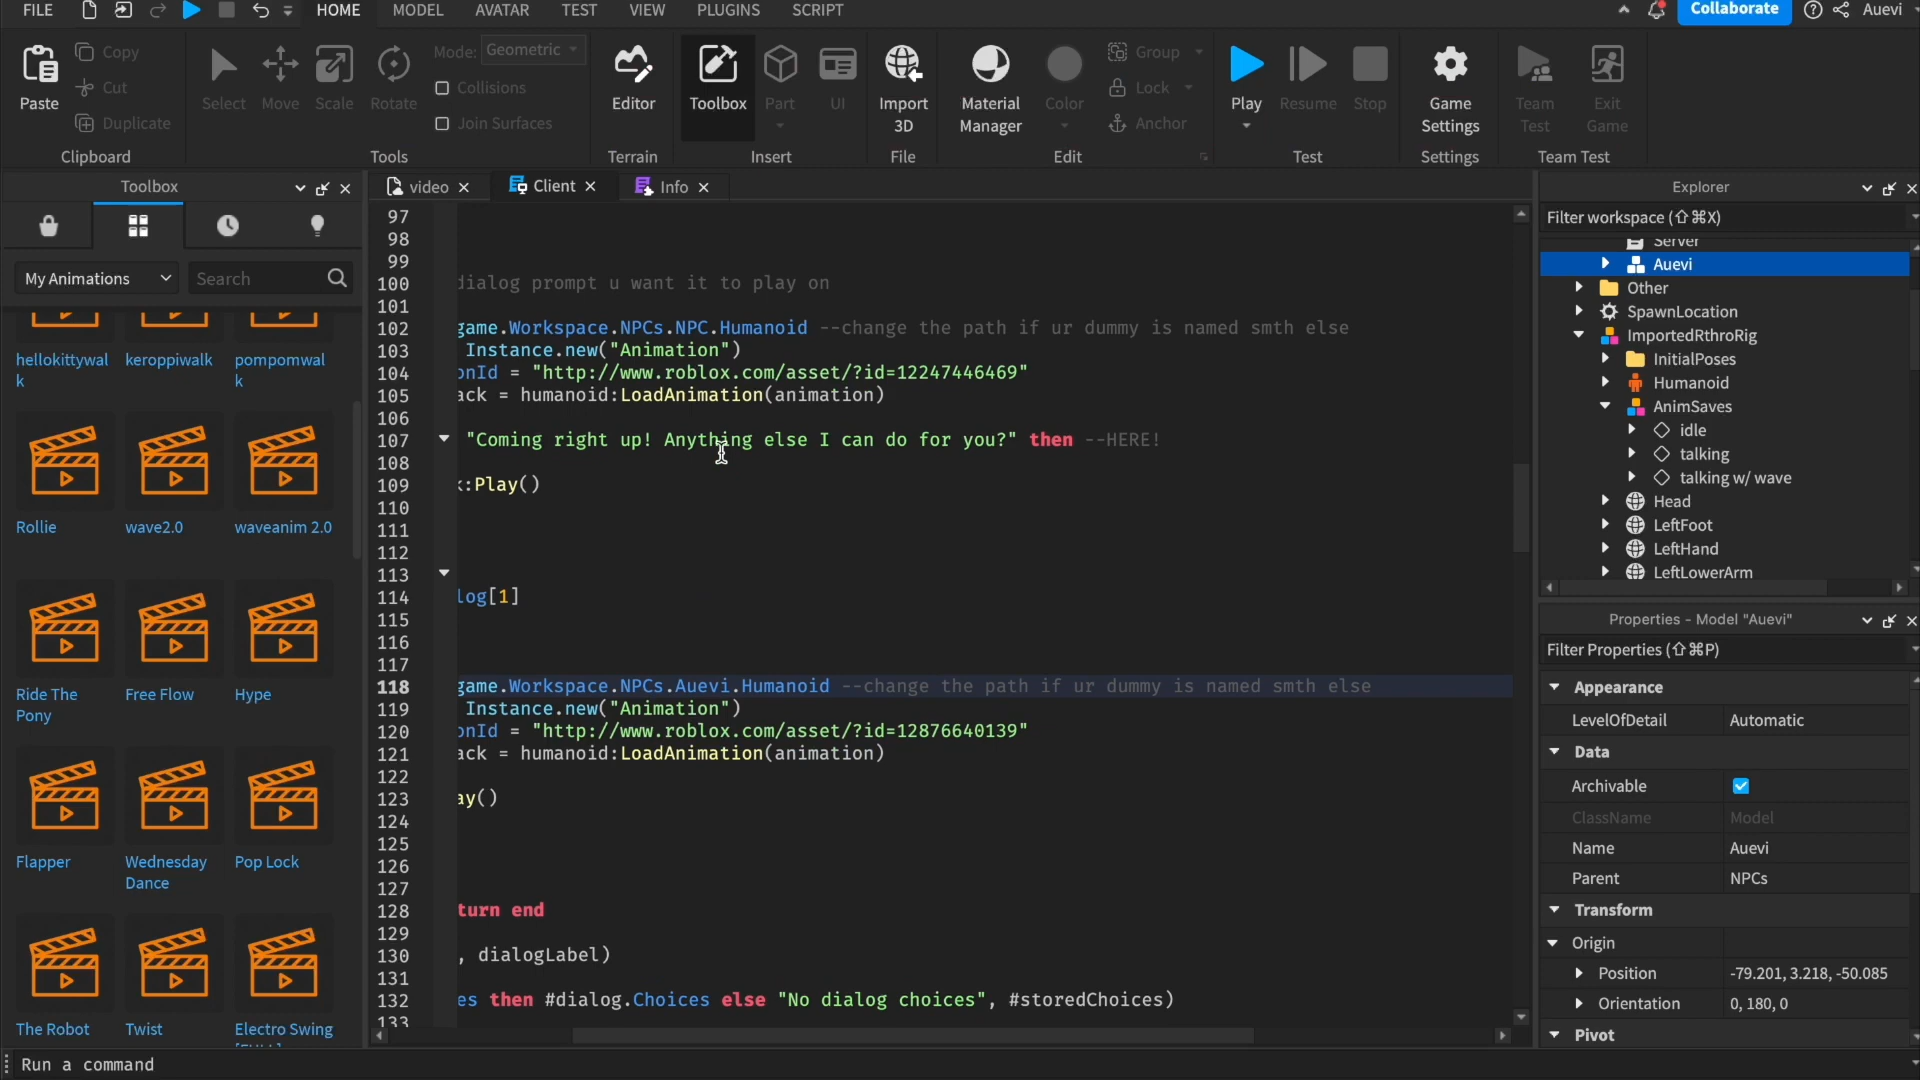 FILE
HOME
MODEL
AVATAR
TEST
VIEW
PLUGINS
SCRIPT
Collaborate
Auevi
Paste
Copy
Cut
Duplicate
Clipboard
Select
Move
Scale
Rotate
Mode: Geometric
Collisions
Join Surfaces
Tools
Editor
Terrain
Toolbox
Part
UI
Insert
Import
3D
File
Material
Manager
Color
Group
Lock
Anchor
Edit
Play
Resume
Stop
Test
Game
Settings
Settings
Team
Test
Exit
Game
Team Test
Toolbox
My Animations
Search
hellokittywal
k
keroppiwalk
pompomwal
k
Rollie
wave2.0
waveanim 2.0
Ride The
Pony
Free Flow
Hype
Flapper
Wednesday
Dance
Pop Lock
The Robot
Twist
Electro Swing
video
Client
Info
97
98
99
100 dialog prompt u want it to play on
101
102 game.Workspace.NPCs.NPC.Humanoid --change the path if ur dummy is named smth else
103 Instance.new("Animation")
104 onId = "http://www.roblox.com/asset/?id=12247446469"
105 ack = humanoid:LoadAnimation(animation)
106
107 "Coming right up! Anything else I can do for you?" then --HERE!
108
109 k:Play()
110
111
112
113
114 log[1]
115
116
117
118 game.Workspace.NPCs.Auevi.Humanoid --change the path if ur dummy is named smth else
119 Instance.new("Animation")
120 onId = "http://www.roblox.com/asset/?id=12876640139"
121 ack = humanoid:LoadAnimation(animation)
122
123 ay()
124
125
126
127
128 turn end
129
130 , dialogLabel)
131
132 es then #dialog.Choices else "No dialog choices", #storedChoices)
133
Explorer
Filter workspace (⇧⌘X)
Server
Auevi
Other
SpawnLocation
ImportedRthroRig
InitialPoses
Humanoid
AnimSaves
idle
talking
talking w/ wave
Head
LeftFoot
LeftHand
LeftLowerArm
Properties - Model "Auevi"
Filter Properties (⇧⌘P)
Appearance
LevelOfDetail Automatic
Data
Archivable
ClassName Model
Name Auevi
Parent NPCs
Transform
Origin
Position -79.201, 3.218, -50.085
Orientation 0, 180, 0
Pivot
Run a command